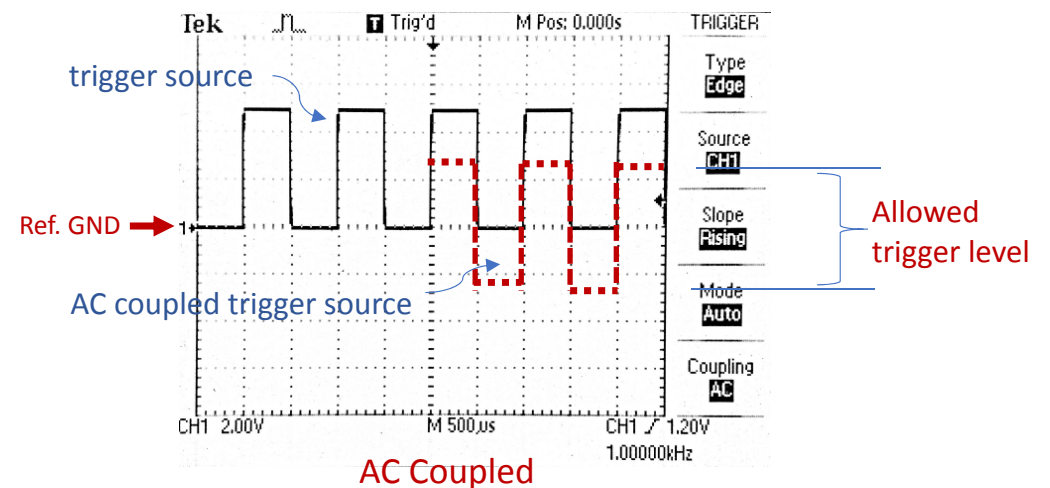 Tek
T Trig'd
M Pos: 0.000s
TRIGGER
trigger source
Type
Edge
Source
CH1
Ref. GND
1
Slope
Rising
Allowed
trigger level
AC coupled trigger source
Mode
Auto
Coupling
AC
CH1 2.00V
M 500µs
CH1 / 1.20V
1.00000kHz
AC Coupled